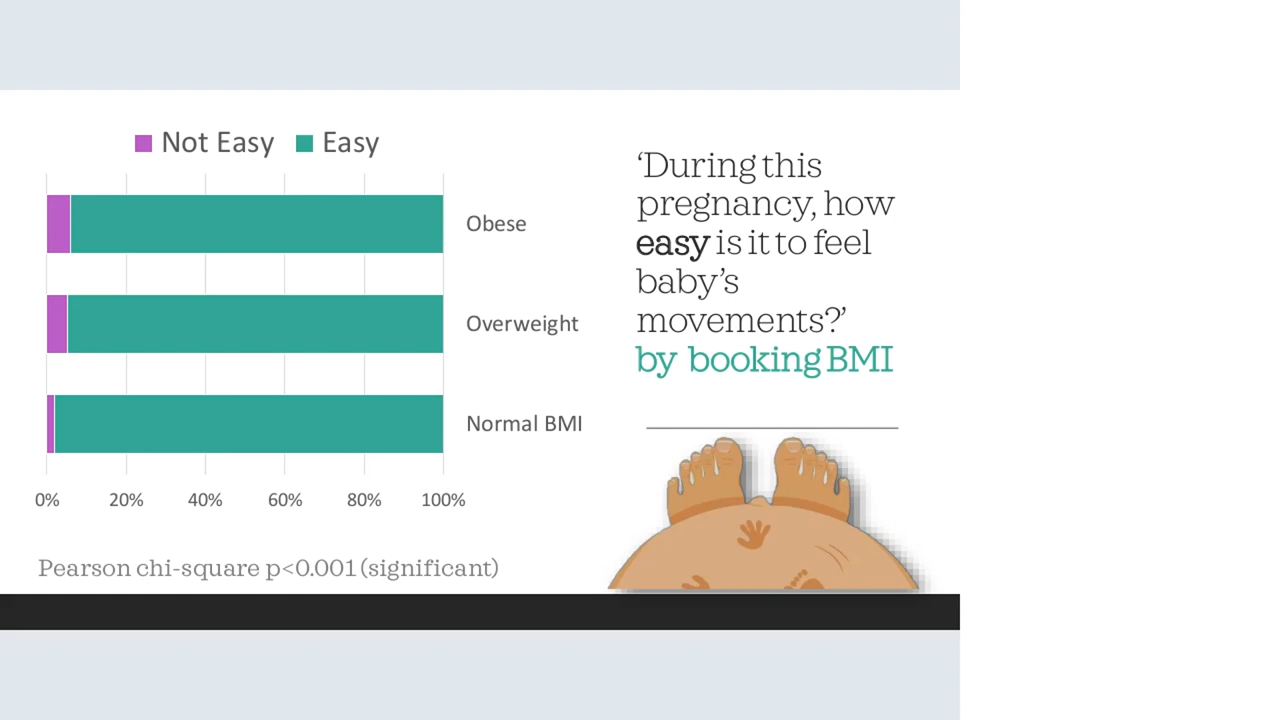 Not Easy Easy
Obese
Overweight
Normal BMI
0% 20% 40% 60% 80% 100%
Pearson chi-square p<0.001 (significant)
‘During this
pregnancy, how
easy is it to feel
baby’s
movements?’
by booking BMI